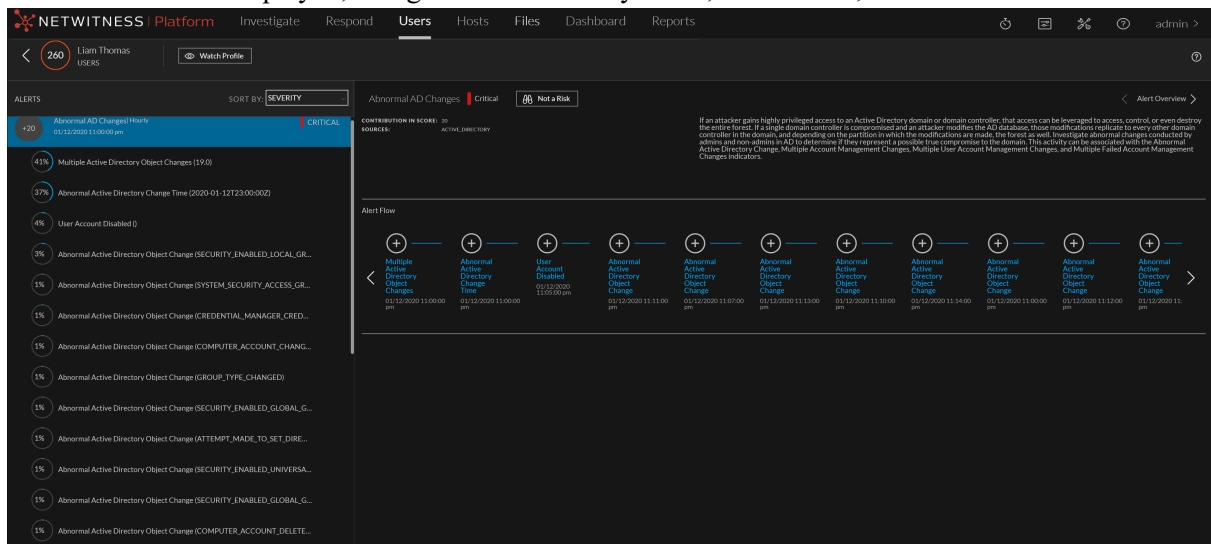 NETWITNESS | Platform Investigate Respond Users Hosts Files Dashboard Reports admin >
260 Liam Thomas Watch Profile
USERS
ALERTS SORT BY: SEVERITY
Abnormal AD Changes Critical Not a Risk Alert Overview
+20 Abnormal AD Changes| Hourly CRITICAL
01/12/2020 11:00:00 pm
41% Multiple Active Directory Object Changes (19.0)
37% Abnormal Active Directory Change Time (2020-01-12T23:00:00Z)
4% User Account Disabled ()
3% Abnormal Active Directory Object Change (SECURITY_ENABLED_LOCAL_GR...
1% Abnormal Active Directory Object Change (SYSTEM_SECURITY_ACCESS_GR...
1% Abnormal Active Directory Object Change (CREDENTIAL_MANAGER_CRED...
1% Abnormal Active Directory Object Change (COMPUTER_ACCOUNT_CHANG...
1% Abnormal Active Directory Object Change (GROUP_TYPE_CHANGED)
1% Abnormal Active Directory Object Change (SECURITY_ENABLED_GLOBAL_G...
1% Abnormal Active Directory Object Change (ATTEMPT_MADE_TO_SET_DIRE...
1% Abnormal Active Directory Object Change (SECURITY_ENABLED_UNIVERSA...
1% Abnormal Active Directory Object Change (SECURITY_ENABLED_GLOBAL_G...
1% Abnormal Active Directory Object Change (COMPUTER_ACCOUNT_DELETE...
CONTRIBUTION IN SCORE: 20
SOURCES: ACTIVE_DIRECTORY
If an attacker gains highly privileged access to an Active Directory domain or domain controller, that access can be leveraged to access, control, or even destroy
the entire forest. If a single domain controller is compromised and an attacker modifies the AD database, those modifications replicate to every other domain
controller in the domain, and depending on the partition in which the modifications are made, the forest as well. Investigate abnormal changes conducted by
admins and non-admins in AD to determine if they represent a possible true compromise to the domain. This activity can be associated with the Abnormal
Active Directory Change, Multiple Account Management Changes, Multiple User Account Management Changes, and Multiple Failed Account Management
Changes indicators.
Alert Flow
Multiple
Active
Directory
Object
Changes
01/12/2020 11:00:00
pm
Abnormal
Active
Directory
Change
Time
01/12/2020 11:00:00
pm
User
Account
Disabled
01/12/2020
11:05:00 pm
Abnormal
Active
Directory
Object
Change
01/12/2020 11:11:00
pm
Abnormal
Active
Directory
Object
Change
01/12/2020 11:07:00
pm
Abnormal
Active
Directory
Object
Change
01/12/2020 11:13:00
pm
Abnormal
Active
Directory
Object
Change
01/12/2020 11:10:00
pm
Abnormal
Active
Directory
Object
Change
01/12/2020 11:14:00
pm
Abnormal
Active
Directory
Object
Change
01/12/2020 11:00:00
pm
Abnormal
Active
Directory
Object
Change
01/12/2020 11:12:00
pm
Abnormal
Active
Directory
Object
Change
01/12/2020 11:
pm